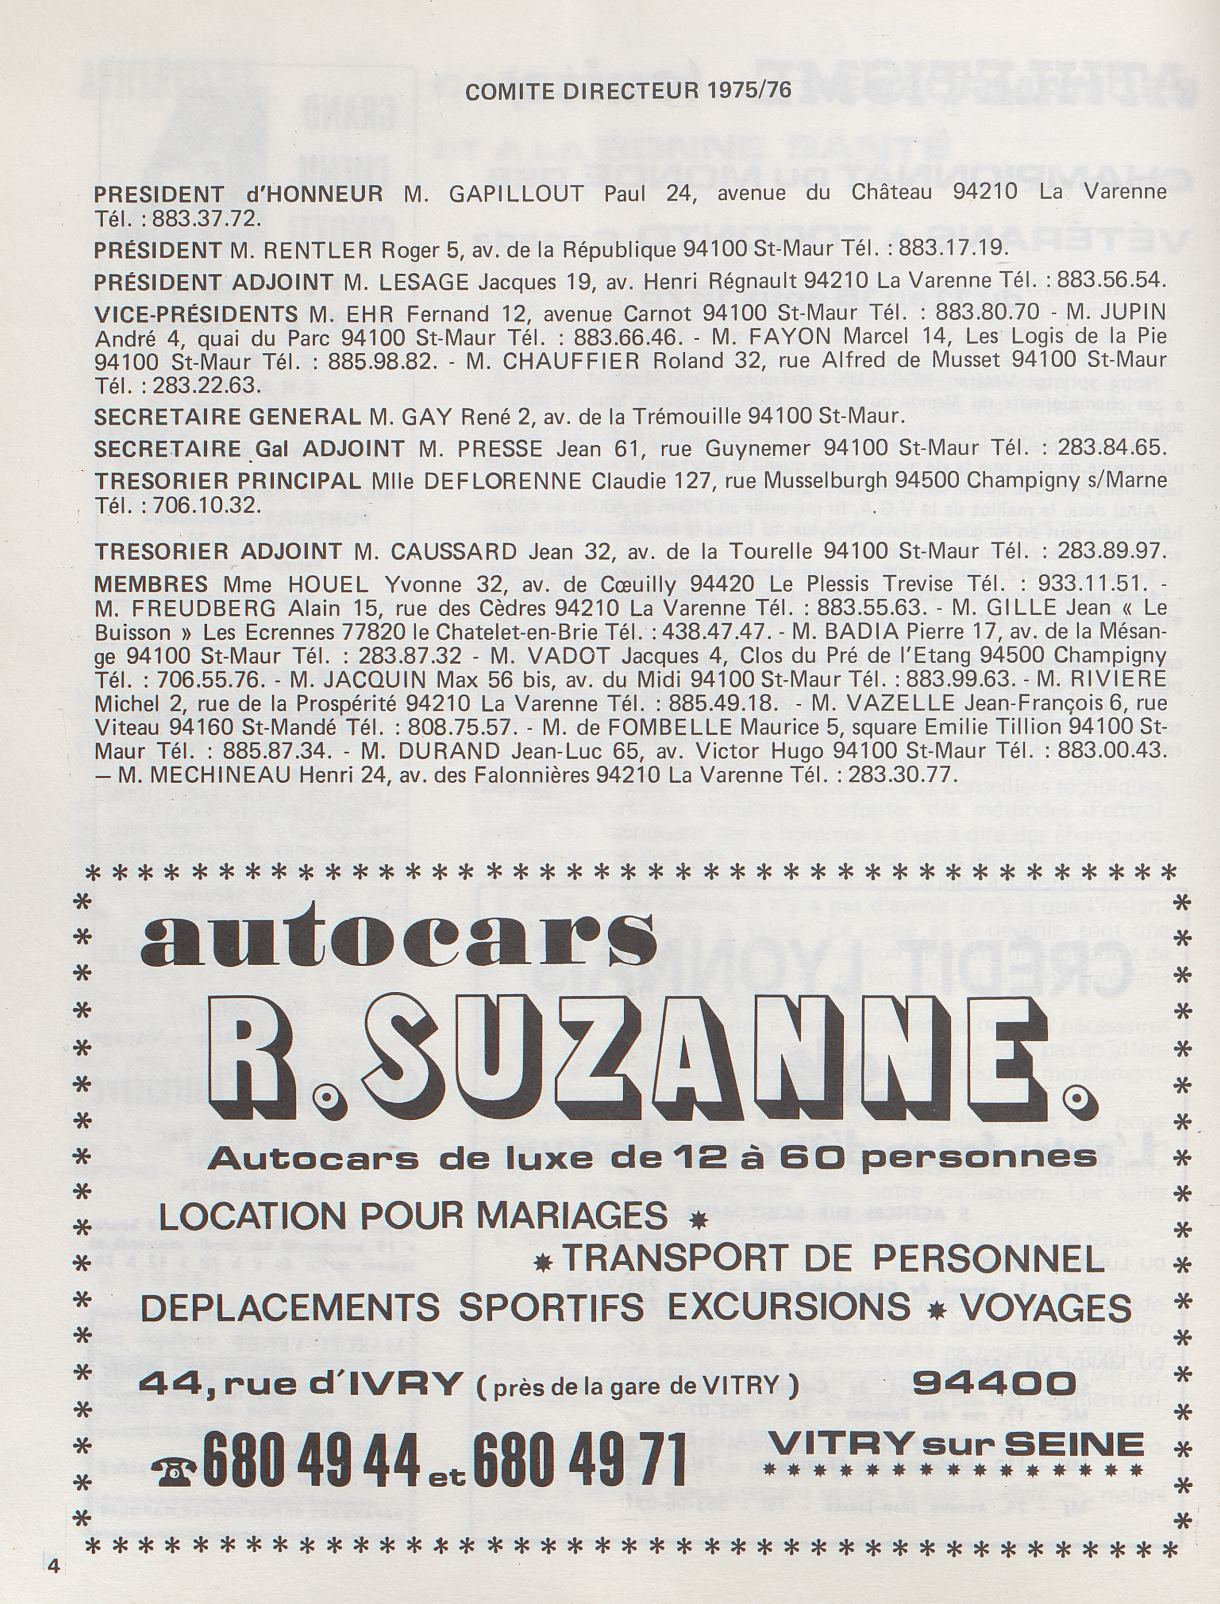 COMITE DIRECTEUR 1975/76
PRESIDENT d'HONNEUR M. GAPILLOUT Paul 24, avenue du Château 94210 La Varenne
Tél. : 883.37.72.
PRÉSIDENT M. RENTLER Roger 5, av. de la République 94100 St-Maur Tél. : 883.17.19.
PRÉSIDENT ADJOINT M. LESAGE Jacques 19, av. Henri Régnault 94210 La Varenne Tél. : 883.56.54.
VICE-PRÉSIDENTS M. EHR Fernand 12, avenue Carnot 94100 St-Maur Tél. : 883.80.70 - M. JUPIN
André 4, quai du Parc 94100 St-Maur Tél. : 883.66.46. - M. FAYON Marcel 14, Les Logis de la Pie
94100 St-Maur Tél. : 885.98.82. - M. CHAUFFIER Roland 32, rue Alfred de Musset 94100 St-Maur
Tél. : 283.22.63.
SECRETAIRE GENERAL M. GAY René 2, av. de la Trémouille 94100 St-Maur.
SECRETAIRE Gal ADJOINT M. PRESSE Jean 61, rue Guynemer 94100 St-Maur Tél. : 283.84.65.
TRESORIER PRINCIPAL Mlle DEFLORENNE Claudie 127, rue Musselburgh 94500 Champigny s/Marne
Tél. : 706.10.32.
TRESORIER ADJOINT M. CAUSSARD Jean 32, av. de la Tourelle 94100 St-Maur Tél. : 283.89.97.
MEMBRES Mme HOUEL Yvonne 32, av. de Cœuilly 94420 Le Plessis Trevise Tél. : 933.11.51. -
M. FREUDBERG Alain 15, rue des Cèdres 94210 La Varenne Tél. : 883.55.63. - M. GILLE Jean « Le
Buisson » Les Ecrennes 77820 le Chatelet-en-Brie Tél. : 438.47.47. - M. BADIA Pierre 17, av. de la Mésan-
ge 94100 St-Maur Tél. : 283.87.32 - M. VADOT Jacques 4, Clos du Pré de l'Etang 94500 Champigny
Tél. : 706.55.76. - M. JACQUIN Max 56 bis, av. du Midi 94100 St-Maur Tél. : 883.99.63. - M. RIVIERE
Michel 2, rue de la Prospérité 94210 La Varenne Tél. : 885.49.18. - M. VAZELLE Jean-François 6, rue
Viteau 94160 St-Mandé Tél. : 808.75.57. - M. de FOMBELLE Maurice 5, square Emilie Tillion 94100 St-
Maur Tél. : 885.87.34. - M. DURAND Jean-Luc 65, av. Victor Hugo 94100 St-Maur Tél. : 883.00.43.
— M. MECHINEAU Henri 24, av. des Falonnières 94210 La Varenne Tél. : 283.30.77.
autocars
R. SUZANNE.
Autocars de luxe de 12 à 60 personnes
LOCATION POUR MARIAGES *
* TRANSPORT DE PERSONNEL
DEPLACEMENTS SPORTIFS EXCURSIONS * VOYAGES
44, rue d'IVRY ( près de la gare de VITRY ) 94400
☎ 680 49 44 et 680 49 71 VITRY sur SEINE
4